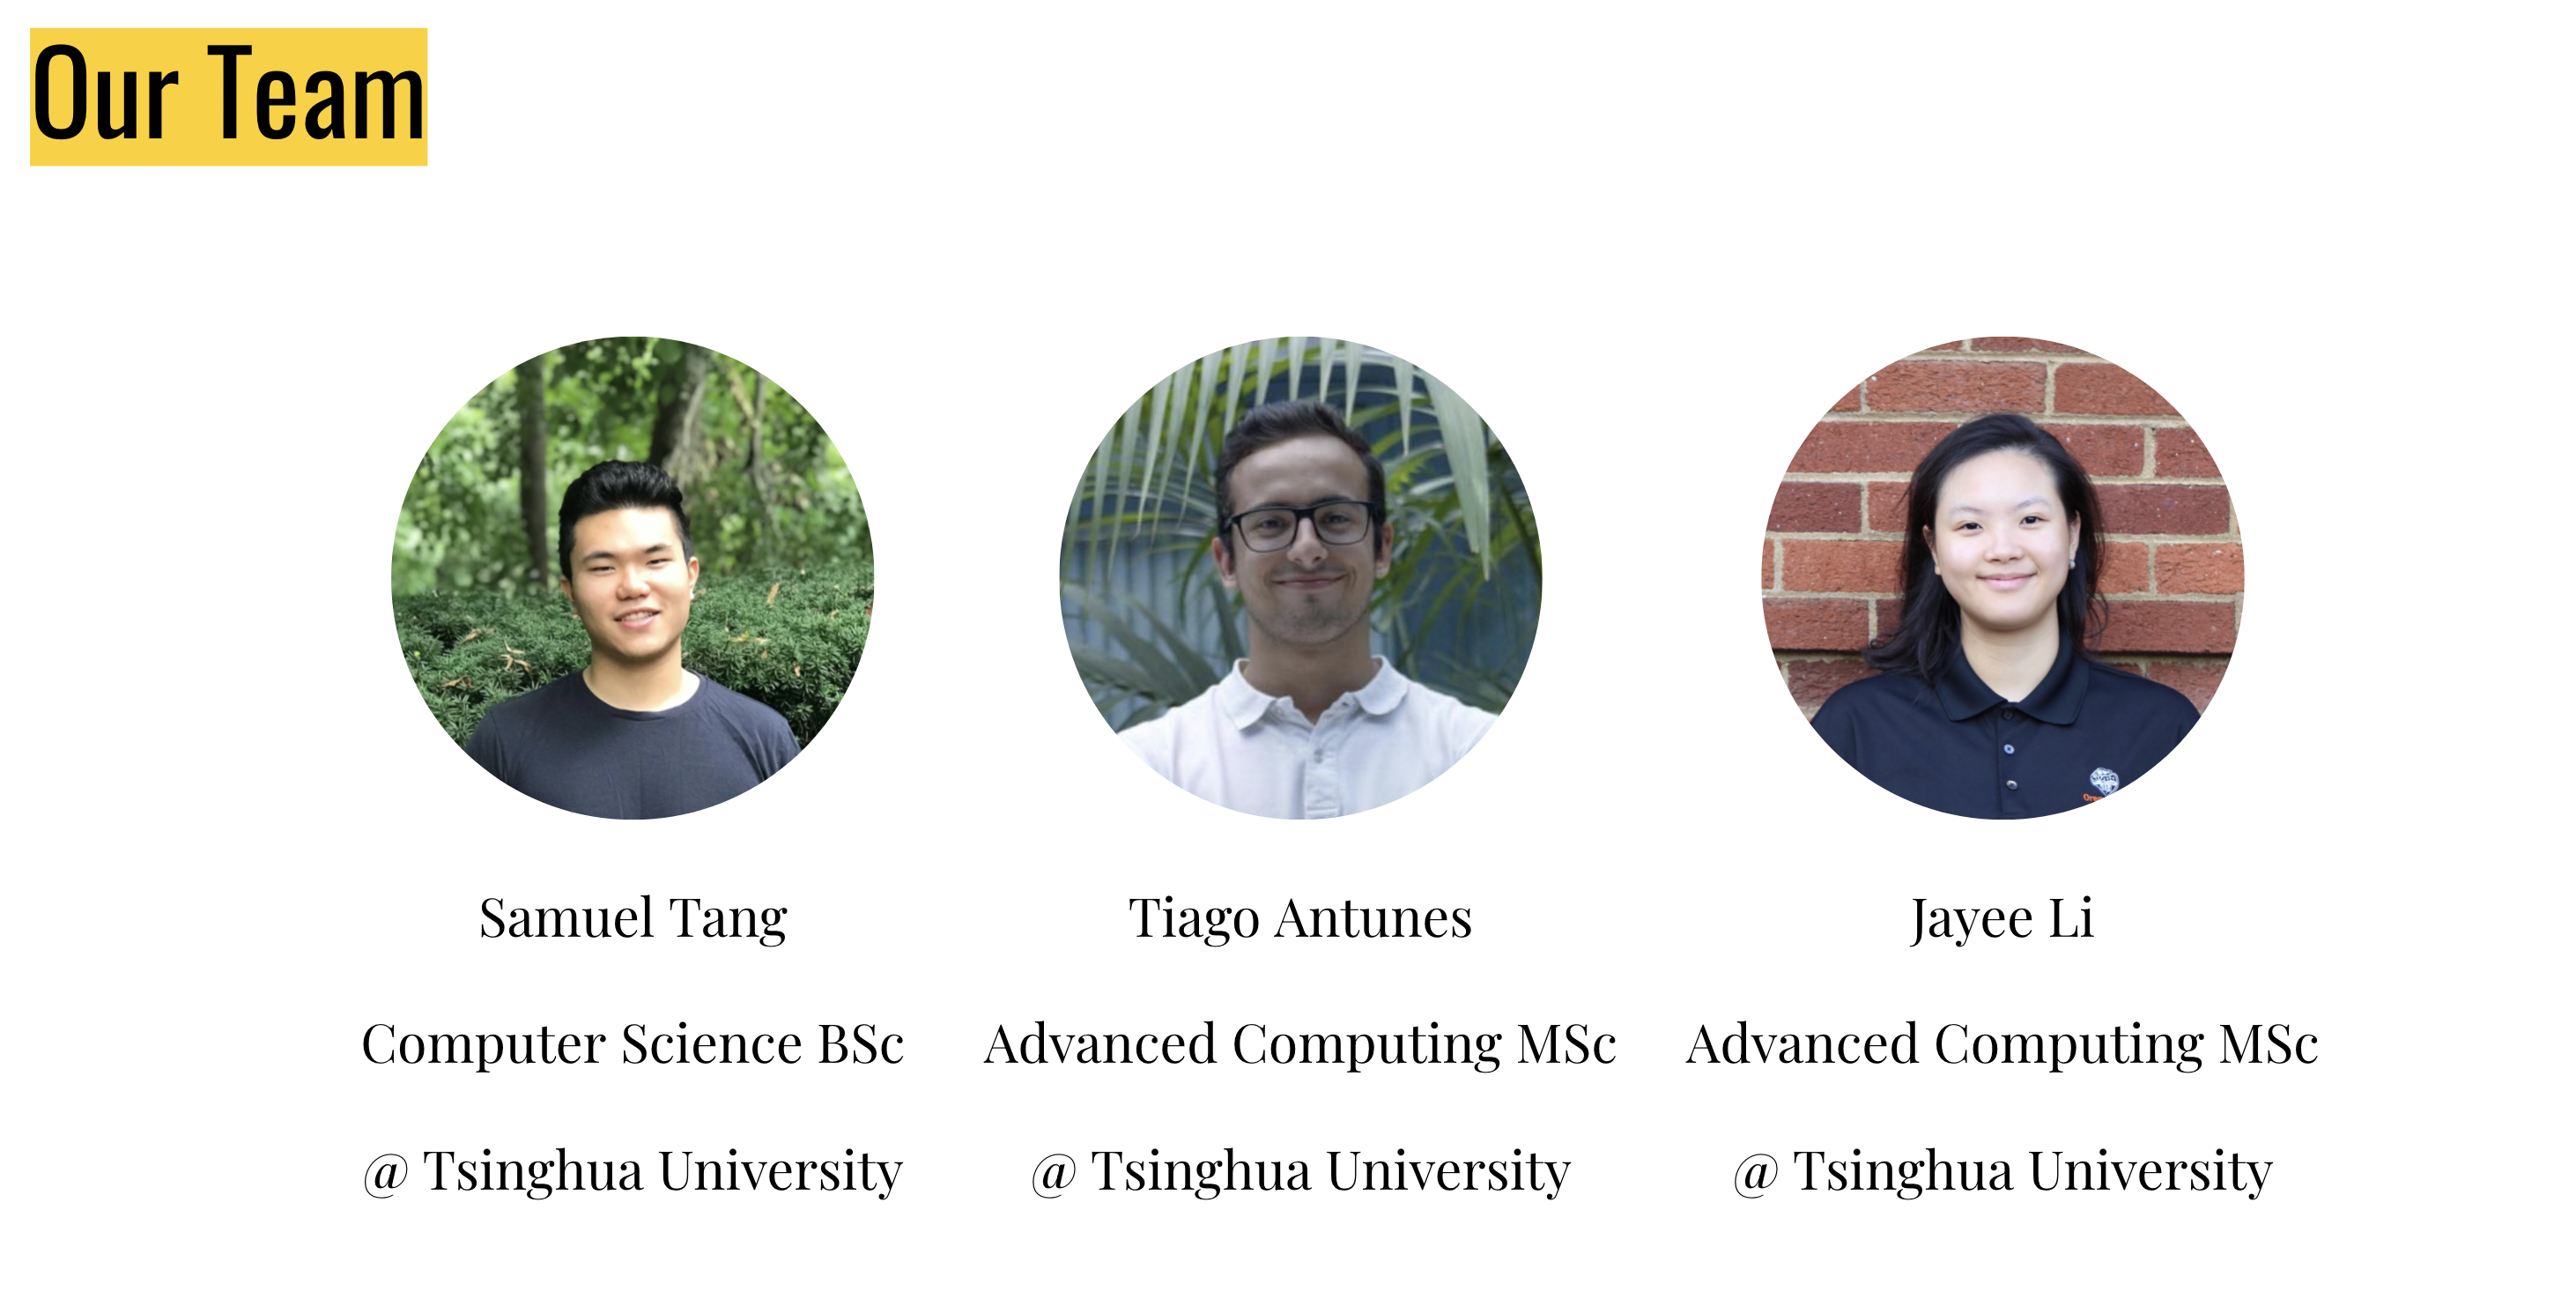 Our Team
Samuel Tang
Tiago Antunes
Jayee Li
Computer Science BSc
Advanced Computing MSc
Advanced Computing MSc
@ Tsinghua University
@ Tsinghua University
@ Tsinghua University